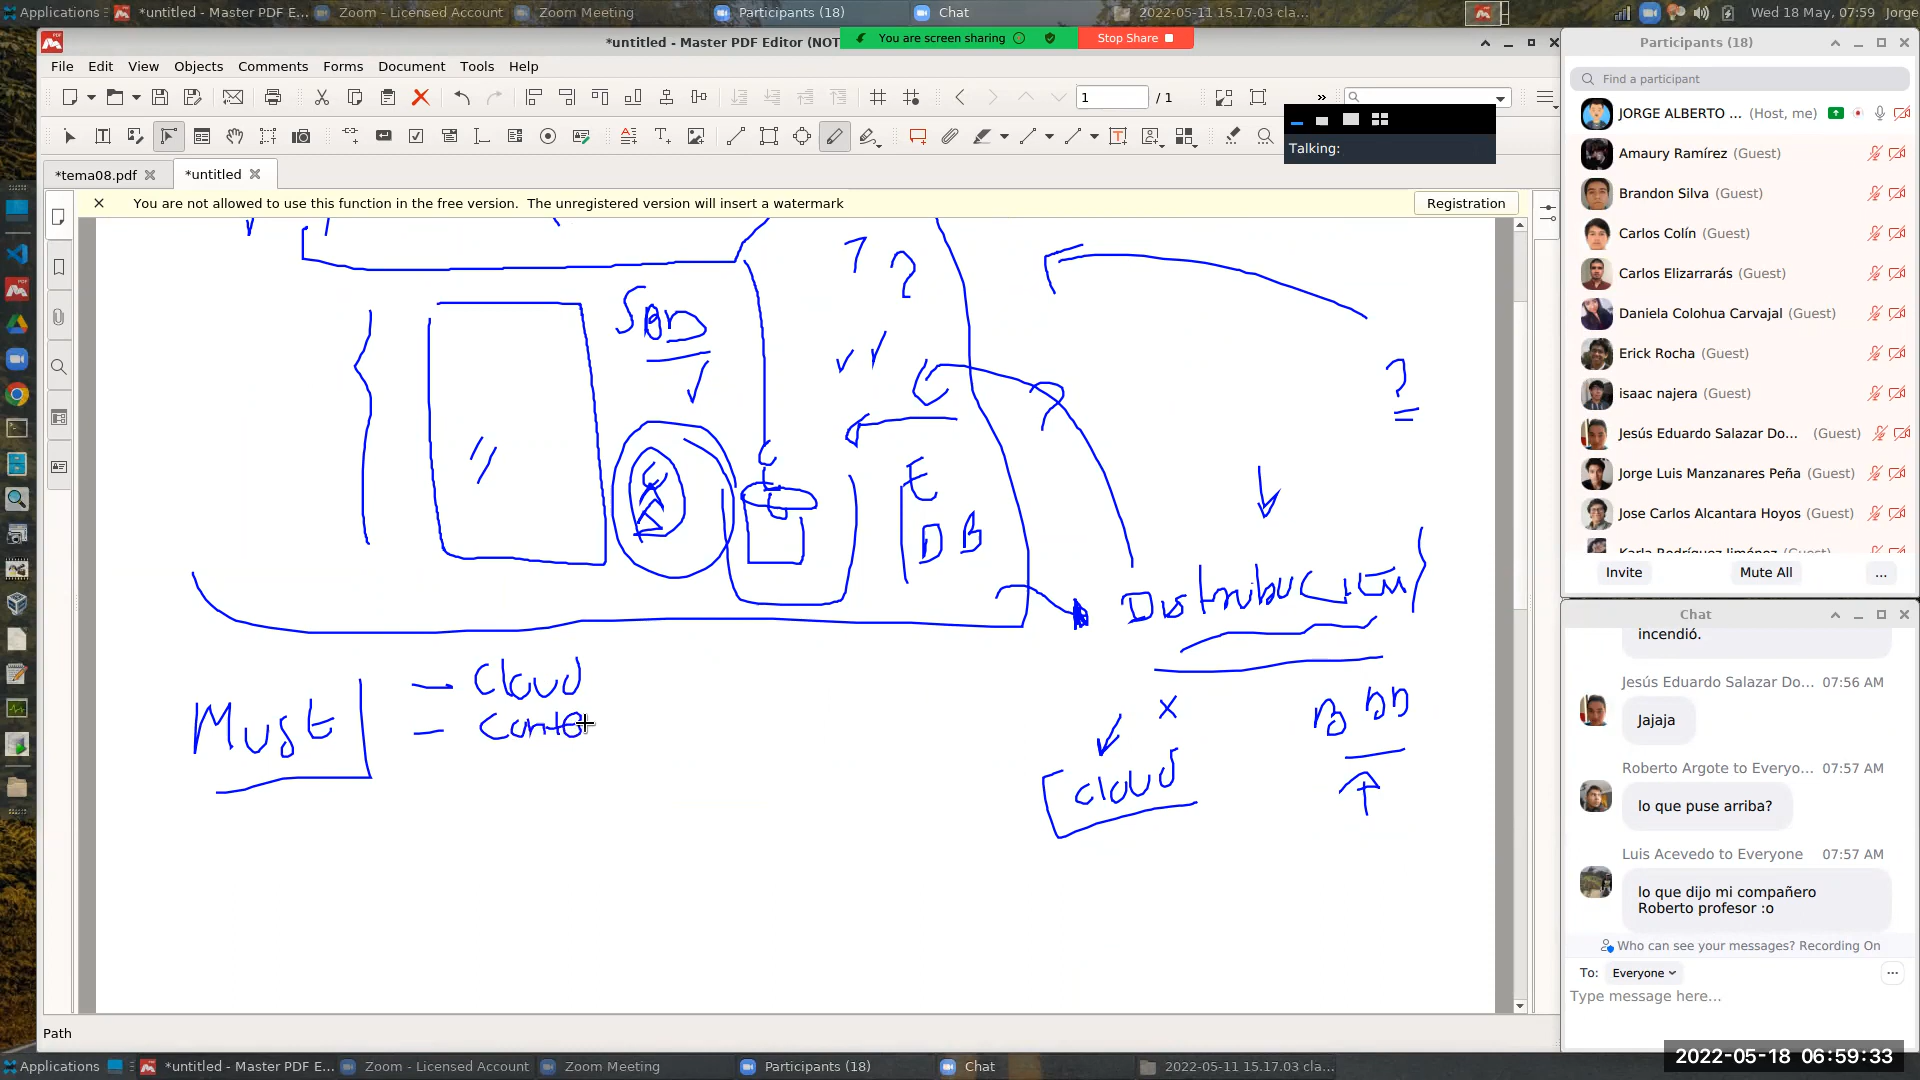 Applications
*untitled - Master PDF E...
Zoom - Licensed Account
Zoom Meeting
Participants (18)
Chat
2022-05-11 15.17.03 cla...
Wed 18 May, 07:59
Jorge
*untitled - Master PDF Editor (NOT
You are screen sharing
Stop Share
File Edit View Objects Comments Forms Document Tools Help
1 / 1
Talking:
*tema08.pdf
*untitled
You are not allowed to use this function in the free version. The unregistered version will insert a watermark
Registration
? ?
?
E
DB
Distribución
Must
- Cloud
- Conte
x
BDD
cloud
Path
Participants (18)
Find a participant
JORGE ALBERTO ... (Host, me)
Amaury Ramírez (Guest)
Brandon Silva (Guest)
Carlos Colín (Guest)
Carlos Elizarrarás (Guest)
Daniela Colohua Carvajal (Guest)
Erick Rocha (Guest)
isaac najera (Guest)
Jesús Eduardo Salazar Do... (Guest)
Jorge Luis Manzanares Peña (Guest)
Jose Carlos Alcantara Hoyos (Guest)
Karla Rodríguez Jiménez (Guest)
Invite
Mute All
...
Chat
incendió.
Jesús Eduardo Salazar Do... 07:56 AM
Jajaja
Roberto Argote to Everyo... 07:57 AM
lo que puse arriba?
Luis Acevedo to Everyone 07:57 AM
lo que dijo mi compañero
Roberto profesor :o
Who can see your messages? Recording On
To: Everyone
Type message here...
Applications
*untitled - Master PDF E...
Zoom - Licensed Account
Zoom Meeting
Participants (18)
Chat
2022-05-11 15.17.03 cla...
2022-05-18 06:59:33